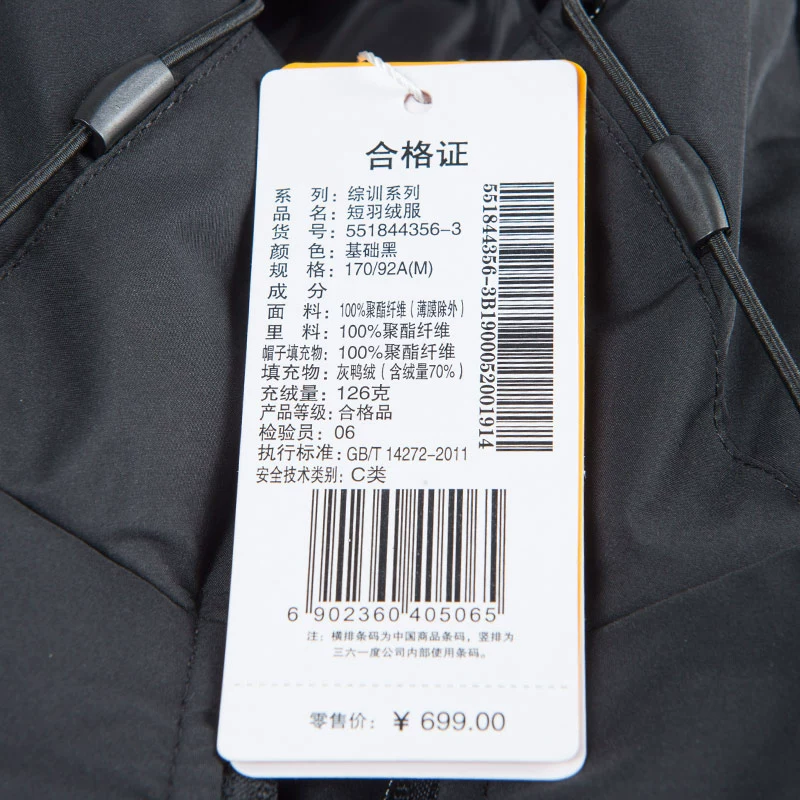 合格证
系 列：综训系列
品 名：短羽绒服
货 号：551844356-3
颜 色：基础黑
规 格：170/92A(M)
成 分
面 料：100%聚酯纤维（薄膜除外）
里 料：100%聚酯纤维
帽子填充物：100%聚酯纤维
填充物：灰鸭绒（含绒量70%）
充绒量：126克
产品等级：合格品
检验员：06
执行标准：GB/T 14272-2011
安全技术类别：C类
551844356-3B1900052001914
6 902360 405065
注：横排条码为中国商品条码，竖排为
三六一度公司内部使用条码。
零售价：￥ 699.00